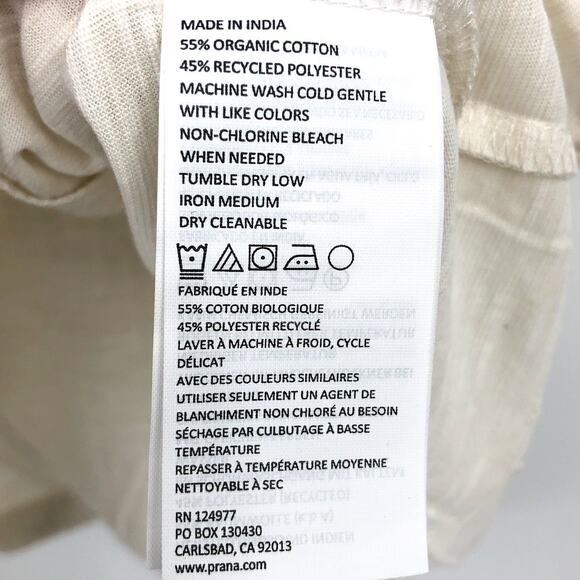 MADE IN INDIA
55% ORGANIC COTTON
45% RECYCLED POLYESTER
MACHINE WASH COLD GENTLE
WITH LIKE COLORS
NON-CHLORINE BLEACH
WHEN NEEDED
TUMBLE DRY LOW
IRON MEDIUM
DRY CLEANABLE
FABRIQUÉ EN INDE
55% COTON BIOLOGIQUE
45% POLYESTER RECYCLÉ
LAVER À MACHINE À FROID, CYCLE
DÉLICAT
AVEC DES COULEURS SIMILAIRES
UTILISER SEULEMENT UN AGENT DE
BLANCHIMENT NON CHLORÉ AU BESOIN
SÉCHAGE PAR CULBUTAGE À BASSE
TEMPÉRATURE
REPASSER À TEMPÉRATURE MOYENNE
NETTOYABLE À SEC
RN 124977
PO BOX 130430
CARLSBAD, CA 92013
www.prana.com